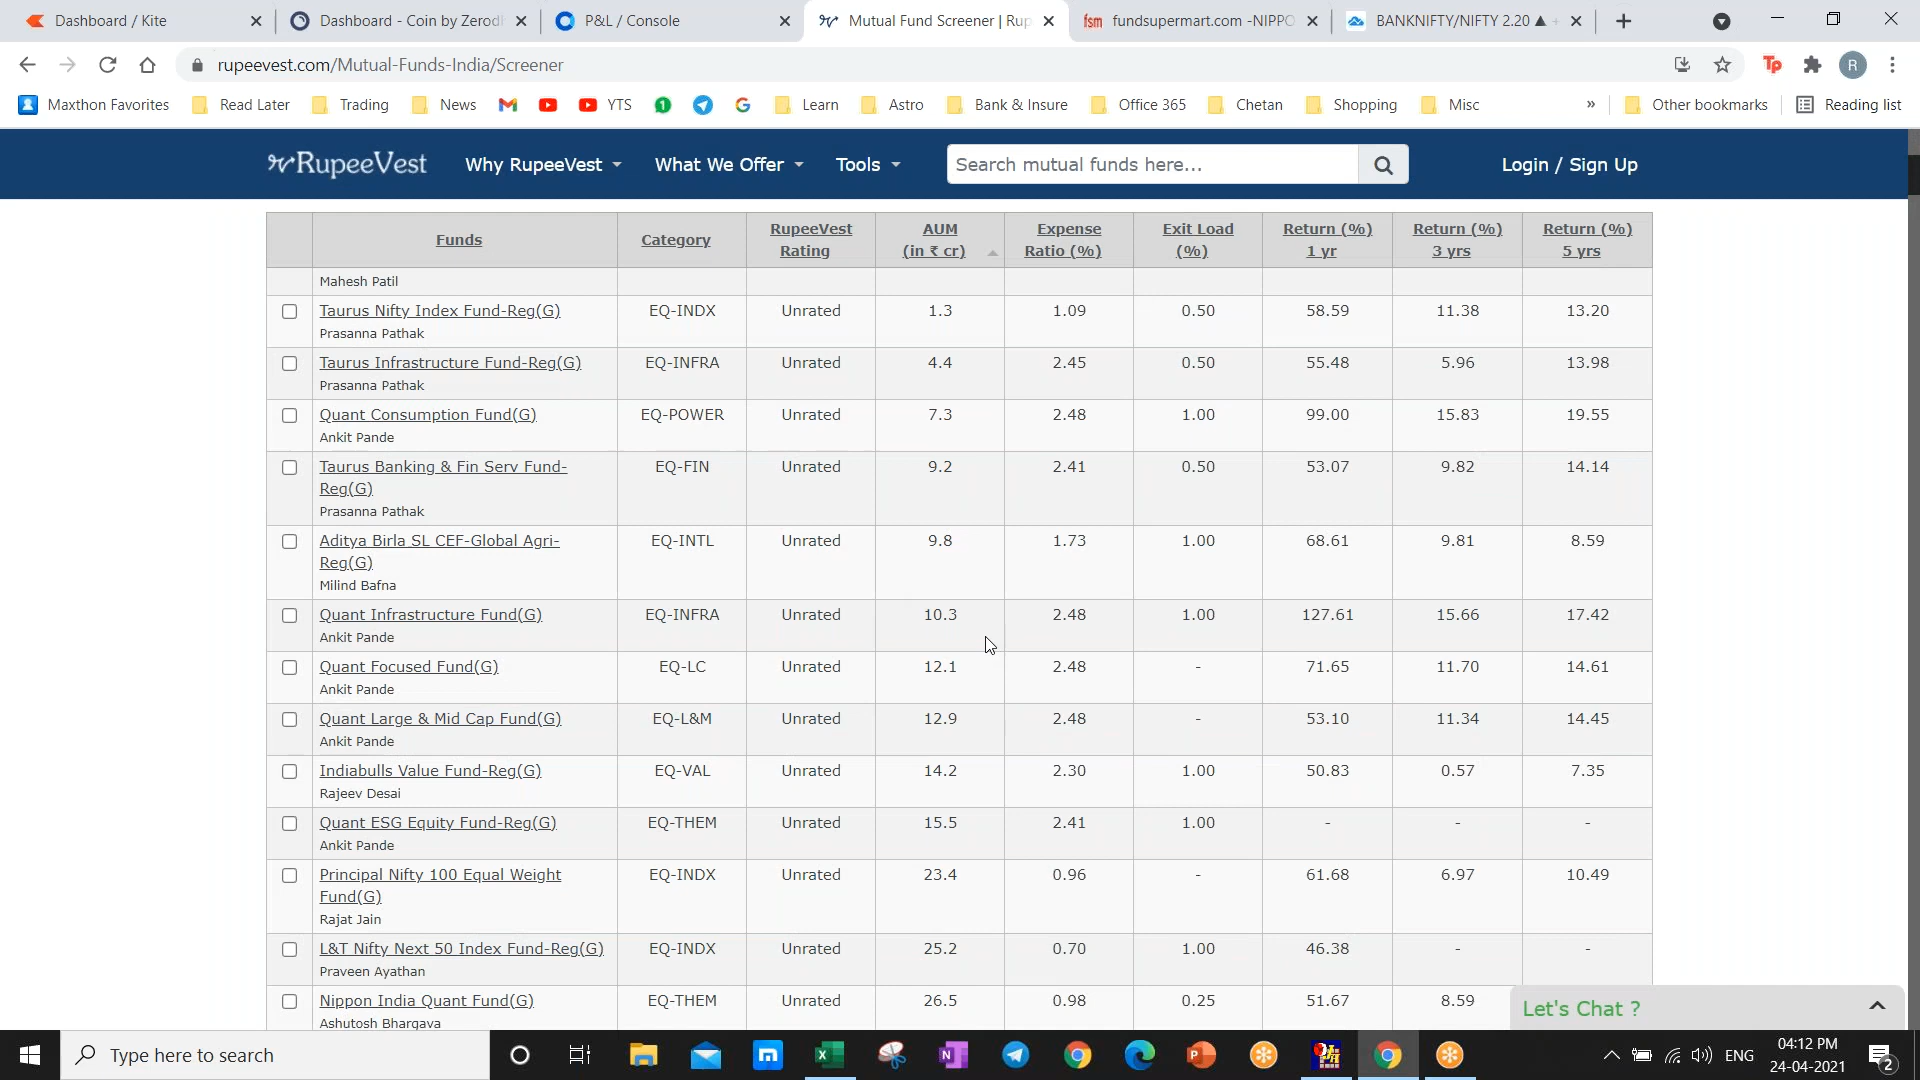 Dashboard / Kite
Dashboard - Coin by Zerod
P&L / Console
Mutual Fund Screener | Rup
fsm fundsupermart.com -NIPPO
BANKNIFTY/NIFTY 2.20 ▲
rupeevest.com/Mutual-Funds-India/Screener
Tp
R
Maxthon Favorites Read Later Trading News YTS 1 Learn Astro Bank & Insure Office 365 Chetan Shopping Misc » Other bookmarks Reading list
RupeeVest Why RupeeVest What We Offer Tools Search mutual funds here... Login / Sign Up
Funds Category RupeeVest Rating AUM (in ₹ cr) Expense Ratio (%) Exit Load (%) Return (%) 1 yr Return (%) 3 yrs Return (%) 5 yrs
Mahesh Patil
Taurus Nifty Index Fund-Reg(G) EQ-INDX Unrated 1.3 1.09 0.50 58.59 11.38 13.20
Prasanna Pathak
Taurus Infrastructure Fund-Reg(G) EQ-INFRA Unrated 4.4 2.45 0.50 55.48 5.96 13.98
Prasanna Pathak
Quant Consumption Fund(G) EQ-POWER Unrated 7.3 2.48 1.00 99.00 15.83 19.55
Ankit Pande
Taurus Banking & Fin Serv Fund- EQ-FIN Unrated 9.2 2.41 0.50 53.07 9.82 14.14
Reg(G)
Prasanna Pathak
Aditya Birla SL CEF-Global Agri- EQ-INTL Unrated 9.8 1.73 1.00 68.61 9.81 8.59
Reg(G)
Milind Bafna
Quant Infrastructure Fund(G) EQ-INFRA Unrated 10.3 2.48 1.00 127.61 15.66 17.42
Ankit Pande
Quant Focused Fund(G) EQ-LC Unrated 12.1 2.48 - 71.65 11.70 14.61
Ankit Pande
Quant Large & Mid Cap Fund(G) EQ-L&M Unrated 12.9 2.48 - 53.10 11.34 14.45
Ankit Pande
Indiabulls Value Fund-Reg(G) EQ-VAL Unrated 14.2 2.30 1.00 50.83 0.57 7.35
Rajeev Desai
Quant ESG Equity Fund-Reg(G) EQ-THEM Unrated 15.5 2.41 1.00 - - -
Ankit Pande
Principal Nifty 100 Equal Weight EQ-INDX Unrated 23.4 0.96 - 61.68 6.97 10.49
Fund(G)
Rajat Jain
L&T Nifty Next 50 Index Fund-Reg(G) EQ-INDX Unrated 25.2 0.70 1.00 46.38 - -
Praveen Ayathan
Nippon India Quant Fund(G) EQ-THEM Unrated 26.5 0.98 0.25 51.67 8.59
Ashutosh Bhargava
Let's Chat ?
Type here to search
ENG
04:12 PM
24-04-2021
2